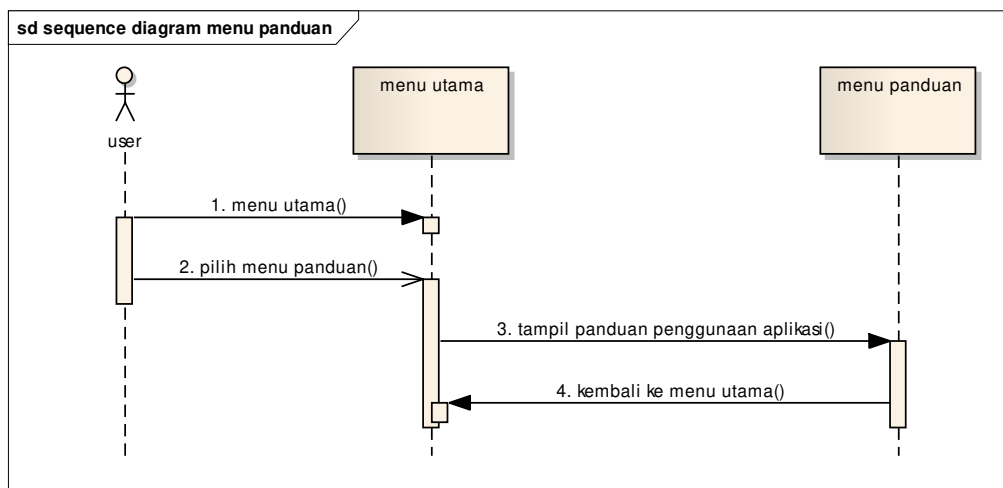 sd sequence diagram menu panduan
user
menu utama
menu panduan
1. menu utama()
2. pilih menu panduan()
3. tampil panduan penggunaan aplikasi()
4. kembali ke menu utama()